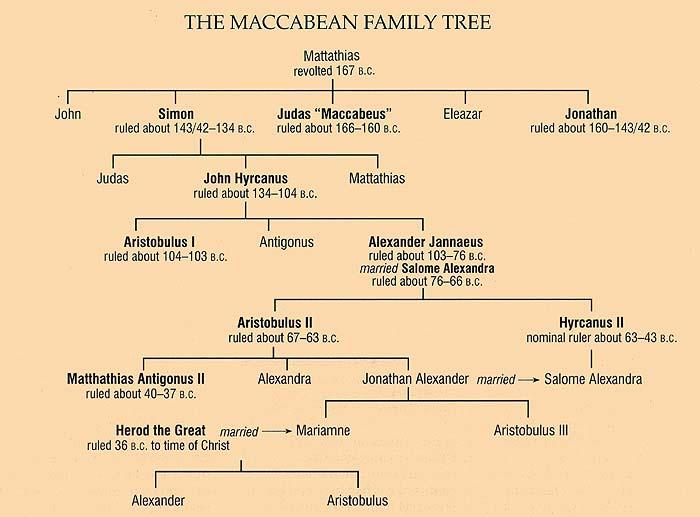 THE MACCABEAN FAMILY TREE
Mattathias
revolted 167 B.C.
John
Simon
ruled about 143/42–134 B.C.
Judas “Maccabeus”
ruled about 166–160 B.C.
Eleazar
Jonathan
ruled about 160–143/42 B.C.
Judas
John Hyrcanus
ruled about 134–104 B.C.
Mattathias
Aristobulus I
ruled about 104–103 B.C.
Antigonus
Alexander Jannaeus
ruled about 103–76 B.C.
married Salome Alexandra
ruled about 76–66 B.C.
Aristobulus II
ruled about 67–63 B.C.
Hyrcanus II
nominal ruler about 63–43 B.C.
Matthathias Antigonus II
ruled about 40–37 B.C.
Alexandra
Jonathan Alexander married Salome Alexandra
Herod the Great married Mariamne
ruled 36 B.C. to time of Christ
Aristobulus III
Alexander
Aristobulus